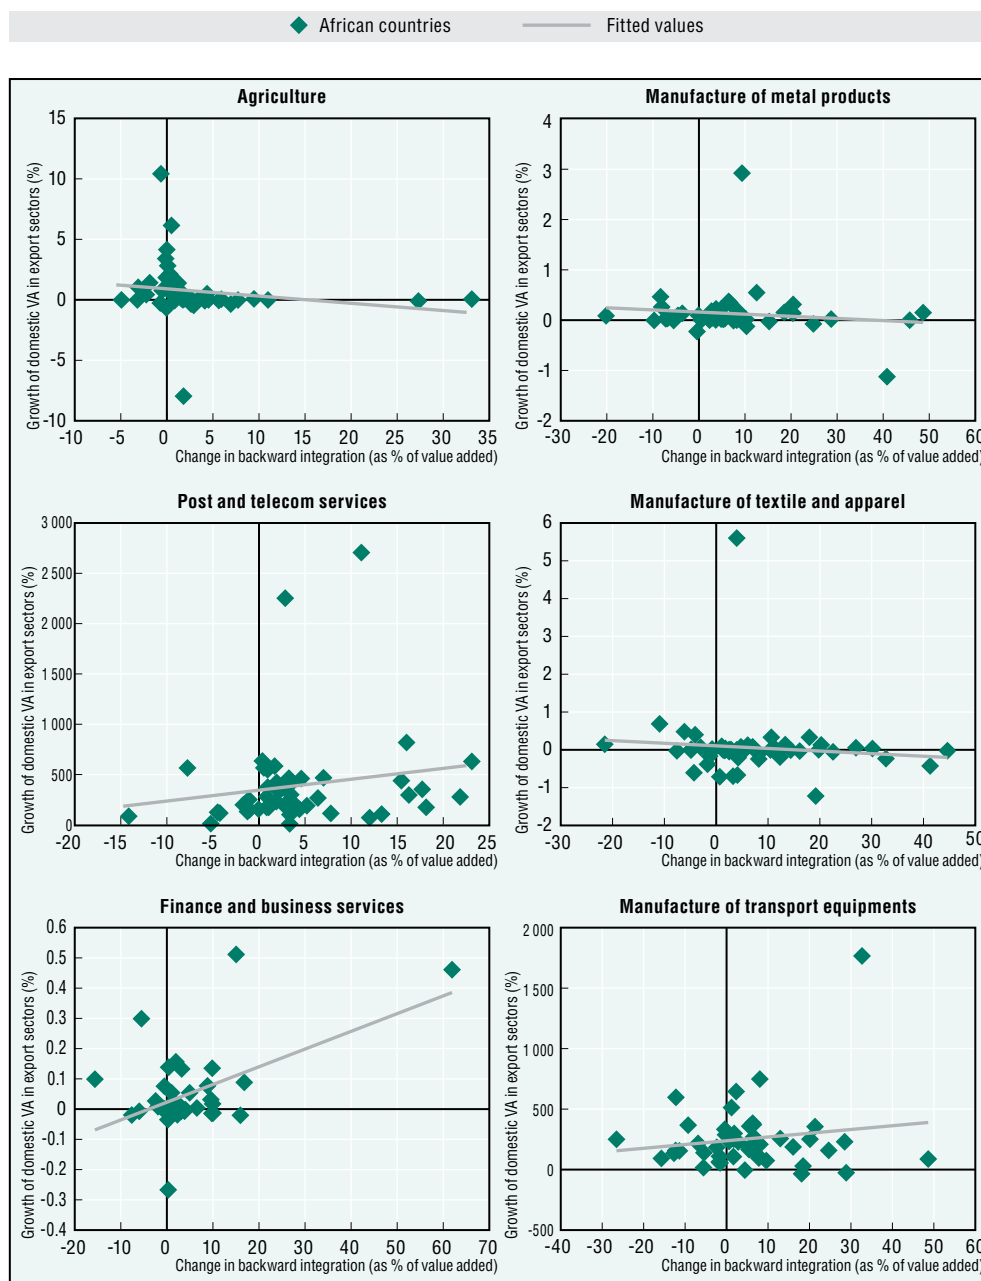 African countries Fitted values
Agriculture
Growth of domestic VA in export sectors (%)
15
10
5
0
-5
-10
-10 -5 0 5 10 15 20 25 30 35
Change in backward integration (as % of value added)
Manufacture of metal products
Growth of domestic VA in export sectors (%)
4
3
2
1
0
-1
-2
-30 -20 -10 0 10 20 30 40 50 60
Change in backward integration (as % of value added)
Post and telecom services
Growth of domestic VA in export sectors (%)
3 000
2 500
2 000
1 500
1 000
500
0
-20 -15 -10 -5 0 5 10 15 20 25
Change in backward integration (as % of value added)
Manufacture of textile and apparel
Growth of domestic VA in export sectors (%)
6
5
4
3
2
1
0
-1
-2
-30 -20 -10 0 10 20 30 40 50
Change in backward integration (as % of value added)
Finance and business services
Growth of domestic VA in export sectors (%)
0.6
0.5
0.4
0.3
0.2
0.1
0
-0.1
-0.2
-0.3
-0.4
-20 -10 0 10 20 30 40 50 60 70
Change in backward integration (as % of value added)
Manufacture of transport equipments
Growth of domestic VA in export sectors (%)
2 000
1 500
1 000
500
0
-500
-40 -30 -20 -10 0 10 20 30 40 50 60
Change in backward integration (as % of value added)